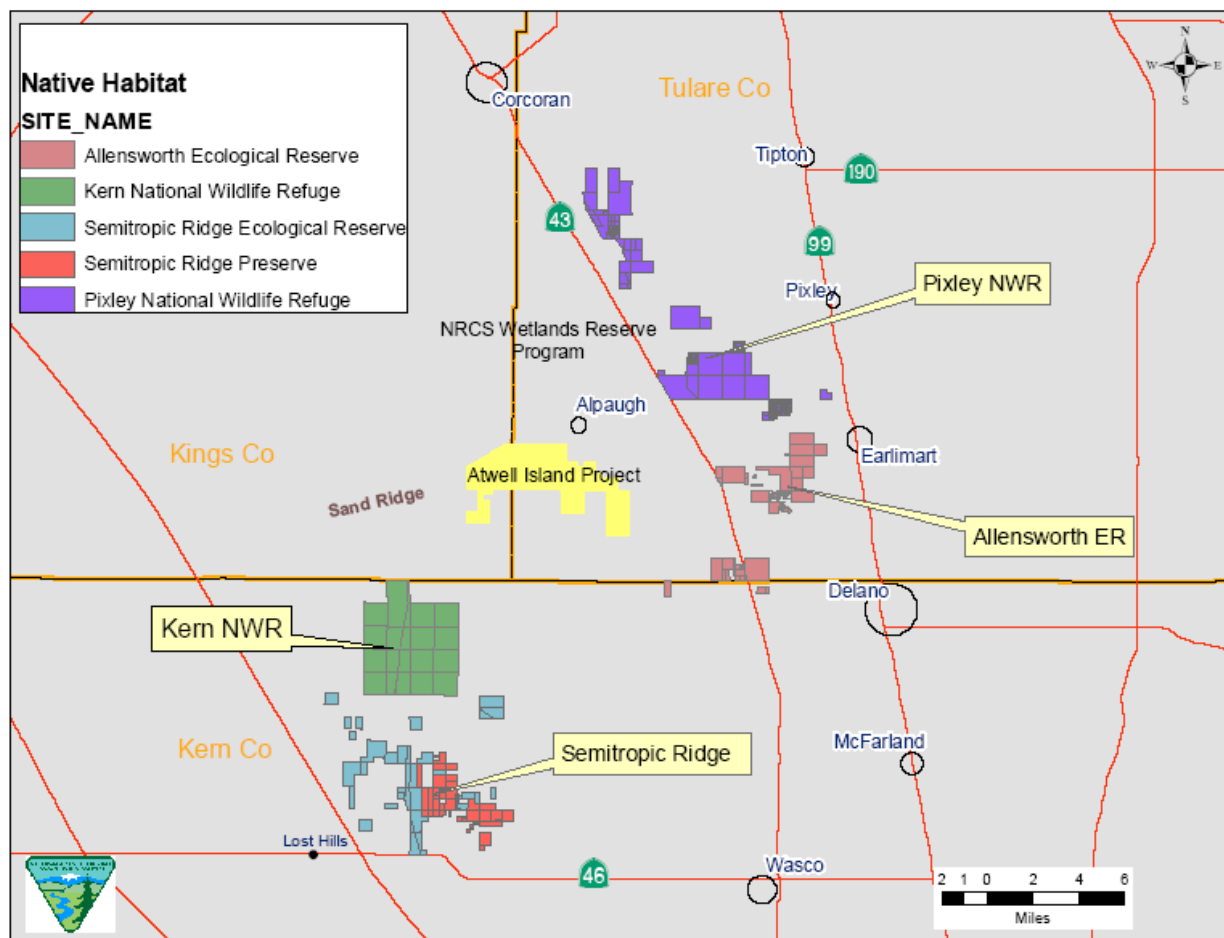 Native Habitat
SITE_NAME
Allensworth Ecological Reserve
Kern National Wildlife Refuge
Semitropic Ridge Ecological Reserve
Semitropic Ridge Preserve
Pixley National Wildlife Refuge
N
W E
S
Corcoran
Tulare Co
Tipton
190
43
99
Pixley
Pixley NWR
NRCS Wetlands Reserve
Program
Alpaugh
Kings Co
Earlimart
Atwell Island Project
Sand Ridge
Allensworth ER
Delano
Kern NWR
Kern Co
McFarland
Semitropic Ridge
Lost Hills
Wasco
46
2 1 0 2 4 6
Miles